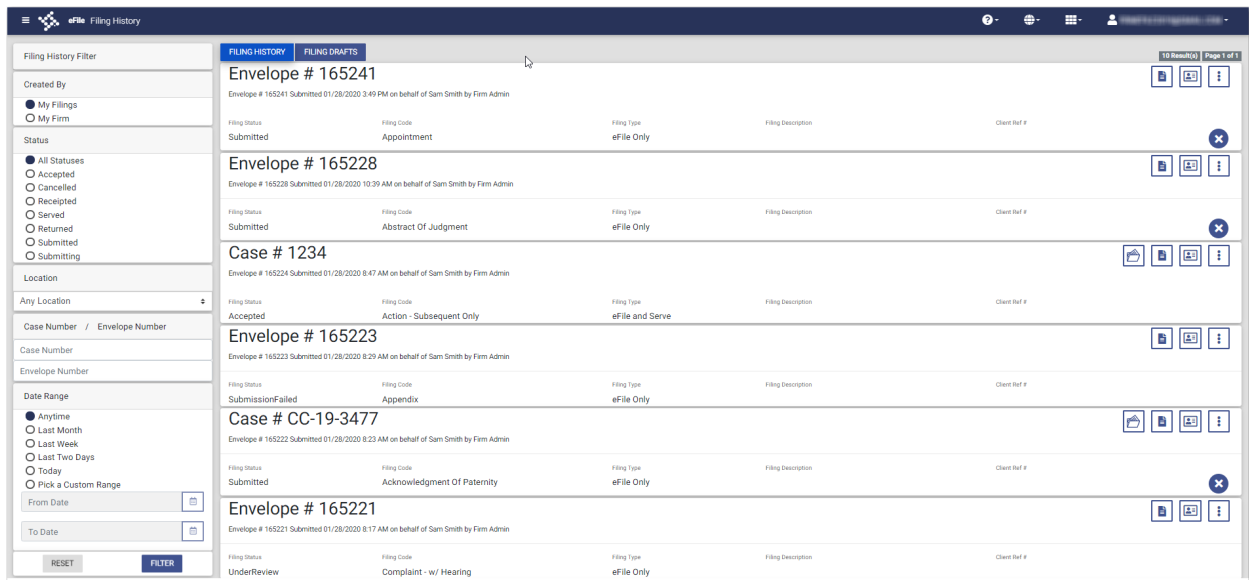 eFile Filing History
Filing History Filter
Created By
My Filings
My Firm
Status
All Statuses
Accepted
Cancelled
Receipted
Served
Returned
Submitted
Submitting
Location
Any Location
Case Number / Envelope Number
Case Number
Envelope Number
Date Range
Anytime
Last Month
Last Week
Last Two Days
Today
Pick a Custom Range
From Date
To Date
RESET FILTER
FILING HISTORY FILING DRAFTS
10 Result(s) Page 1 of 1
Envelope # 165241
Envelope # 165241 Submitted 01/28/2020 3:49 PM on behalf of Sam Smith by Firm Admin
Filing Status Filing Code Filing Type Filing Description Client Ref #
Submitted Appointment eFile Only
Envelope # 165228
Envelope # 165228 Submitted 01/28/2020 10:39 AM on behalf of Sam Smith by Firm Admin
Filing Status Filing Code Filing Type Filing Description Client Ref #
Submitted Abstract Of Judgment eFile Only
Case # 1234
Envelope # 165224 Submitted 01/28/2020 8:47 AM on behalf of Sam Smith by Firm Admin
Filing Status Filing Code Filing Type Filing Description Client Ref #
Accepted Action - Subsequent Only eFile and Serve
Envelope # 165223
Envelope # 165223 Submitted 01/28/2020 8:29 AM on behalf of Sam Smith by Firm Admin
Filing Status Filing Code Filing Type Filing Description Client Ref #
SubmissionFailed Appendix eFile Only
Case # CC-19-3477
Envelope # 165222 Submitted 01/28/2020 8:23 AM on behalf of Sam Smith by Firm Admin
Filing Status Filing Code Filing Type Filing Description Client Ref #
Submitted Acknowledgment Of Paternity eFile Only
Envelope # 165221
Envelope # 165221 Submitted 01/28/2020 8:17 AM on behalf of Sam Smith by Firm Admin
Filing Status Filing Code Filing Type Filing Description Client Ref #
UnderReview Complaint - w/ Hearing eFile Only